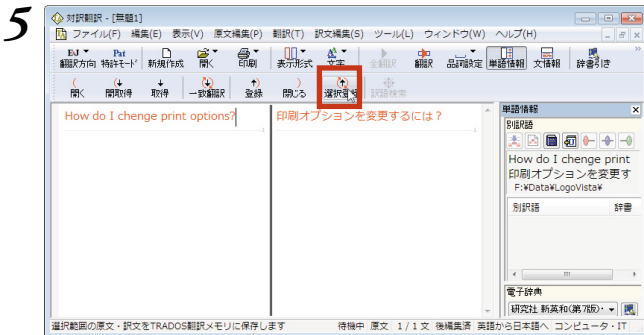 5
対訳翻訳 - [無題1]
ファイル(F) 編集(E) 表示(V) 原文編集(P) 翻訳(T) 訳文編集(S) ツール(L) ウィンドウ(W) ヘルプ(H)
EJ Pat
翻訳方向 特許モード 新規作成 開く 印刷 表示形式 文字 全翻訳 翻訳 品詞設定 単語情報 文情報 辞書引き
開く 開取得 取得 一致翻訳 登録 閉じる 選択登録 訳語検索
How do I chenge print options?
印刷オプションを変更するには？
1
1
単語情報
別訳語
How do I chenge print
印刷オプションを変更す
F:¥Data¥LogoVista¥
別訳語 辞書
電子辞典
研究社 新英和(第7版)・
選択範囲の原文・訳文をTRADOS翻訳メモリに保存します 待機中 原文 1 / 1 文 後編集済 英語から日本語へ コンピュータ・IT